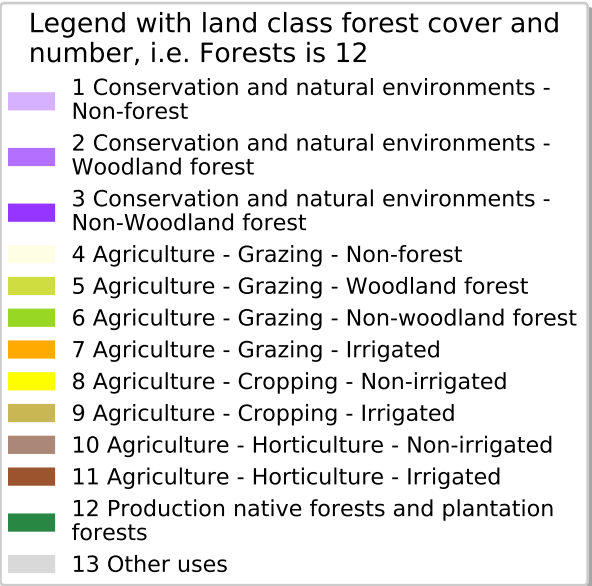 Legend with land class forest cover and
number, i.e. Forests is 12
1 Conservation and natural environments -
Non-forest
2 Conservation and natural environments -
Woodland forest
3 Conservation and natural environments -
Non-Woodland forest
4 Agriculture - Grazing - Non-forest
5 Agriculture - Grazing - Woodland forest
6 Agriculture - Grazing - Non-woodland forest
7 Agriculture - Grazing - Irrigated
8 Agriculture - Cropping - Non-irrigated
9 Agriculture - Cropping - Irrigated
10 Agriculture - Horticulture - Non-irrigated
11 Agriculture - Horticulture - Irrigated
12 Production native forests and plantation
forests
13 Other uses